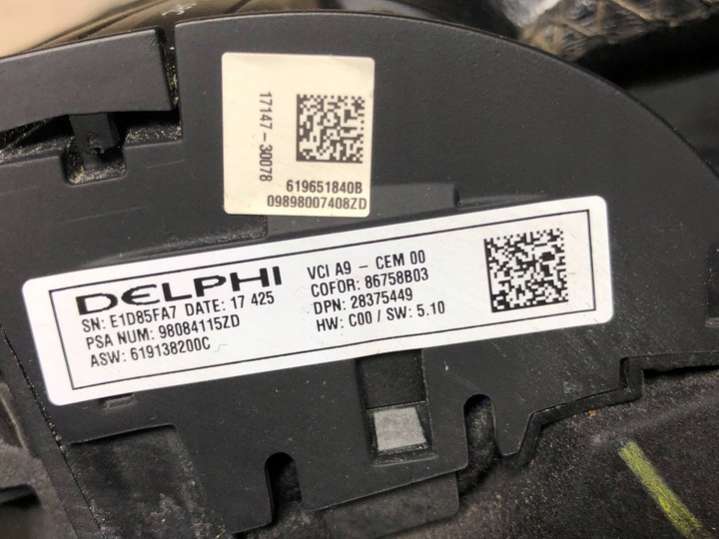 17147-30078
619651840B
09898007408ZD
DELPHI
SN: E1D85FA7 DATE: 17 425
PSA NUM: 98084115ZD
ASW: 619138200C
VCI A9 - CEM 00
COFOR: 86758B03
DPN: 28375449
HW: C00 / SW: 5.10